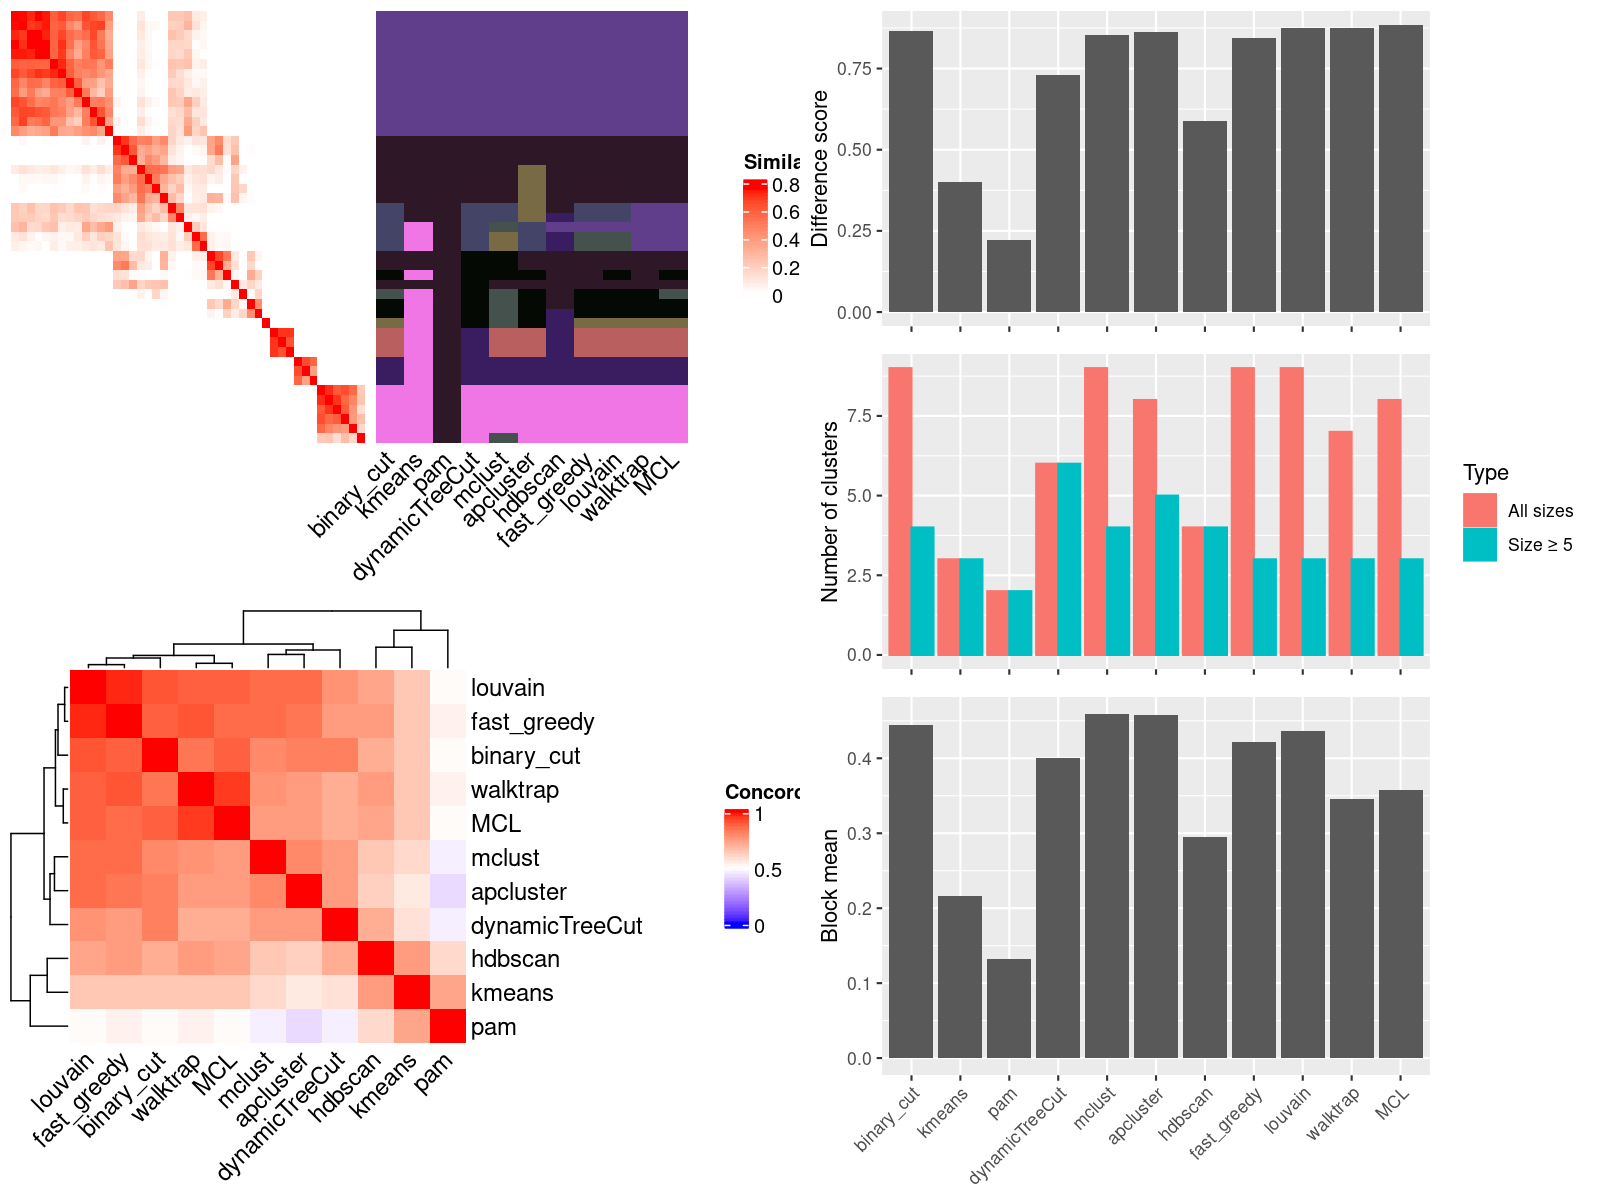 Simila
0.8
0.6
0.4
0.2
0
binary_cut
kmeans
pam
dynamicTreeCut
mclust
apcluster
hdbscan
fast_greedy
louvain
walktrap
MCL
louvain
fast_greedy
binary_cut
walktrap
MCL
mclust
apcluster
dynamicTreeCut
hdbscan
kmeans
pam
Concord
1
0.5
0
louvain
fast_greedy
binary_cut
walktrap
MCL
mclust
apcluster
dynamicTreeCut
hdbscan
kmeans
pam
Difference score
0.75
0.50
0.25
0.00
Number of clusters
7.5
5.0
2.5
0.0
Type
All sizes
Size ≥ 5
Block mean
0.4
0.3
0.2
0.1
0.0
binary_cut
kmeans
pam
dynamicTreeCut
mclust
apcluster
hdbscan
fast_greedy
louvain
walktrap
MCL